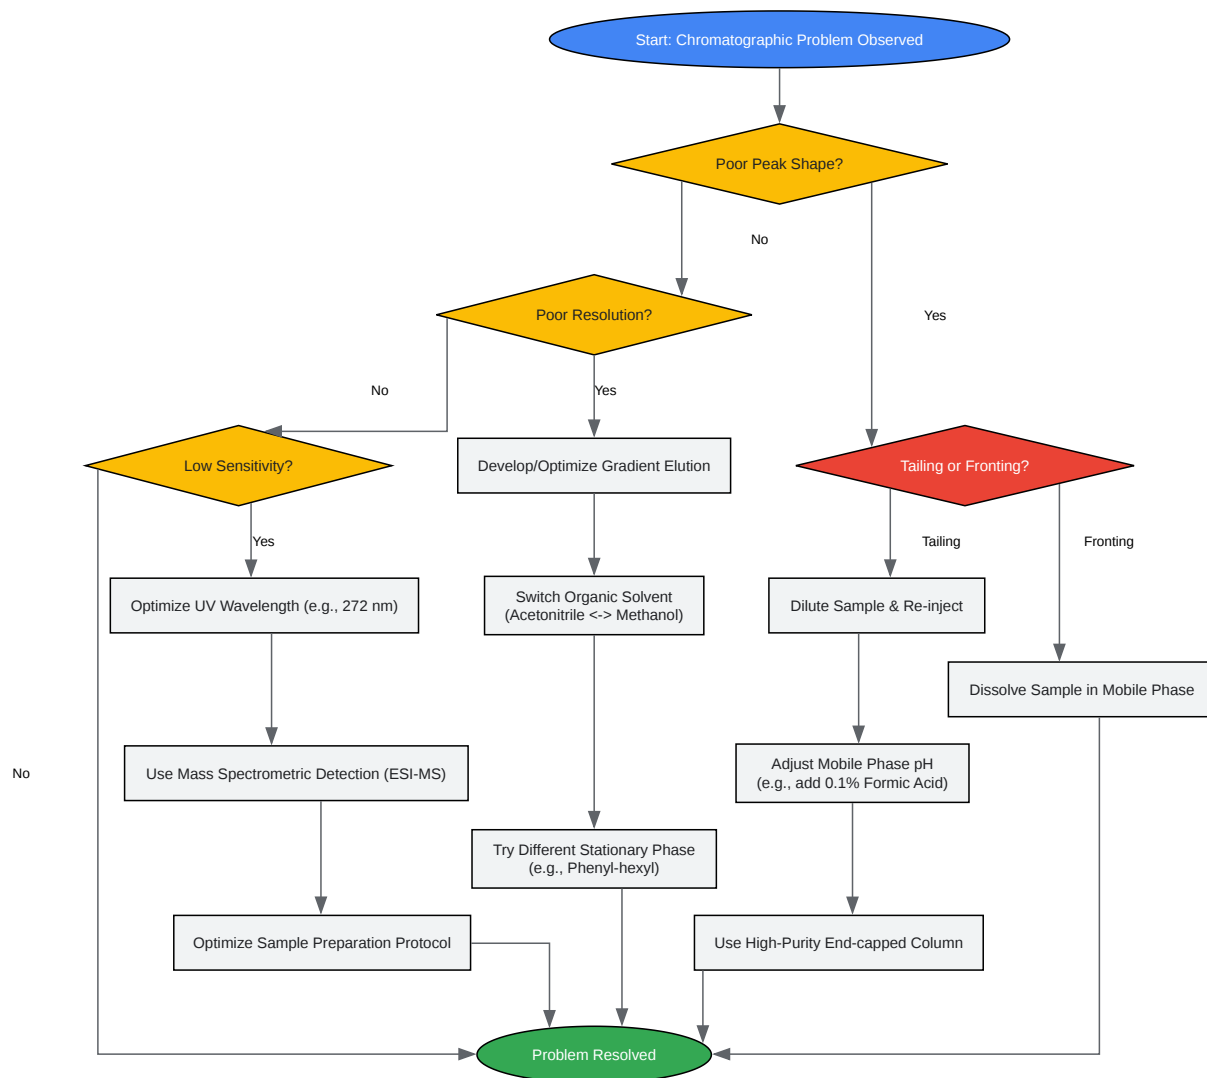 Start: Chromatographic Problem Observed
Poor Peak Shape?
No
Poor Resolution?
Yes
No
Yes
Low Sensitivity?
Develop/Optimize Gradient Elution
Tailing or Fronting?
Yes
Tailing
Fronting
Optimize UV Wavelength (e.g., 272 nm)
Switch Organic Solvent
(Acetonitrile <-> Methanol)
Dilute Sample & Re-inject
Dissolve Sample in Mobile Phase
No
Use Mass Spectrometric Detection (ESI-MS)
Adjust Mobile Phase pH
(e.g., add 0.1% Formic Acid)
Try Different Stationary Phase
(e.g., Phenyl-hexyl)
Optimize Sample Preparation Protocol
Use High-Purity End-capped Column
Problem Resolved